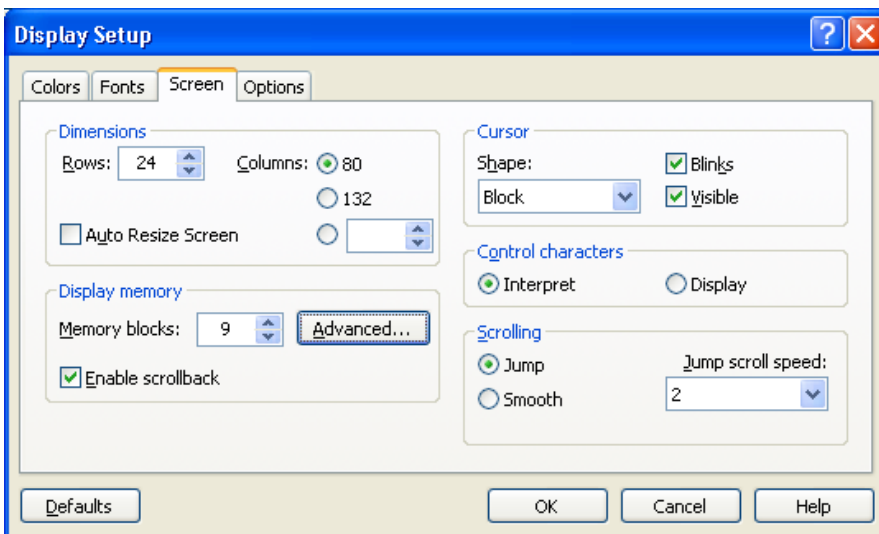 Display Setup
Colors Fonts Screen Options
Dimensions
Rows: 24 Columns: 80
132
Auto Resize Screen
Display memory
Memory blocks: 9 Advanced...
Enable scrollback
Cursor
Shape: Blinks
Block Visible
Control characters
Interpret Display
Scrolling
Jump Jump scroll speed:
Smooth 2
Defaults OK Cancel Help